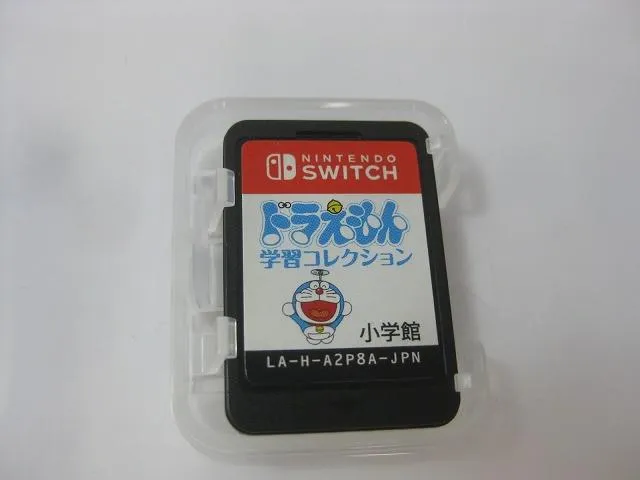 NINTENDO
SWITCH
ドラえもん
学習コレクション
小学館
LA-H-A2P8A-JPN